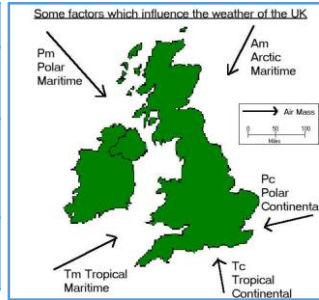 Some factors which influence the weather of the UK
Pm
Polar
Maritime
Am
Arctic
Maritime
Air Mass
0 50 100
Miles
Pc
Polar
Continental
Tm Tropical
Maritime
Tc
Tropical
Continental